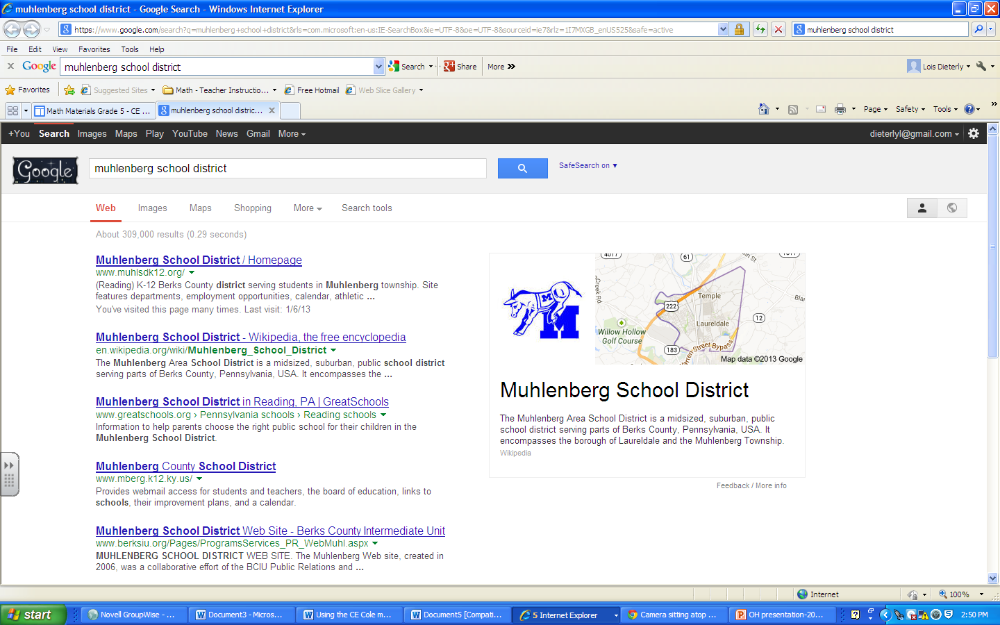 muhlenberg school district - Google Search - Windows Internet Explorer
https://www.google.com/search?q=muhlenberg+school+district&rls=com.microsoft:en-us:IE-SearchBox&ie=UTF-8&oe=UTF-8&sourceid=ie7&rlz=1I7MXGB_enUS525&safe=active
muhlenberg school district
File Edit View Favorites Tools Help
Google muhlenberg school district Search Share More » Lois Dieterly
Favorites Suggested Sites Math - Teacher Instructio... Free Hotmail Web Slice Gallery
Math Materials Grade 5 - CE ... muhlenberg school distric... Page Safety Tools
+You Search Images Maps Play YouTube News Gmail More dieterlyl@gmail.com
Google muhlenberg school district SafeSearch on
Web Images Maps Shopping More Search tools
About 309,000 results (0.29 seconds)
Muhlenberg School District / Homepage
www.muhlsdk12.org/
(Reading) K-12 Berks County district serving students in Muhlenberg township. Site
features departments, employment opportunities, calendar, athletic ...
You've visited this page many times. Last visit: 1/6/13
Muhlenberg School District - Wikipedia, the free encyclopedia
en.wikipedia.org/wiki/Muhlenberg_School_District
The Muhlenberg Area School District is a midsized, suburban, public school district
serving parts of Berks County, Pennsylvania, USA. It encompasses the ...
Muhlenberg School District in Reading, PA | GreatSchools
www.greatschools.org › Pennsylvania schools › Reading schools
Information to help parents choose the right public school for their children in the
Muhlenberg School District.
Muhlenberg County School District
www.mberg.k12.ky.us/
Provides webmail access for students and teachers, the board of education, links to
schools, their improvement plans, and a calendar.
Muhlenberg School District Web Site - Berks County Intermediate Unit
www.berksiu.org/Pages/ProgramsServices_PR_WebMuhl.aspx
MUHLENBERG SCHOOL DISTRICT WEB SITE. The Muhlenberg Web site, created in
2006, was a collaborative effort of the BCIU Public Relations and ...
M
M
61
Creek Rd
Temple
222
Laureldale
12
Willow Hollow
Golf Course
183
Street Bypass
Map data ©2013 Google
Muhlenberg School District
The Muhlenberg Area School District is a midsized, suburban, public
school district serving parts of Berks County, Pennsylvania, USA. It
encompasses the borough of Laureldale and the Muhlenberg Township.
Wikipedia
Feedback / More info
Internet 100%
start Novell GroupWise - ... Document3 - Micros... Using the CE Cole m... Document5 [Compati... 5 Internet Explorer Camera sitting atop ... OH presentation-20... 2:50 PM